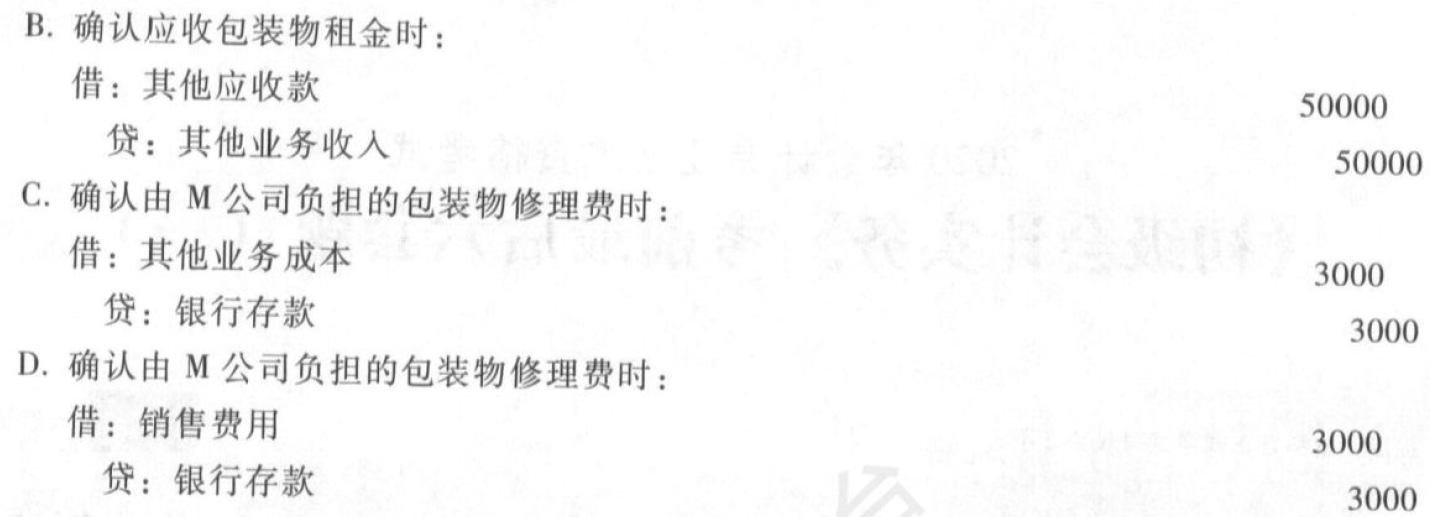 B. 确认应收包装物租金时：
借：其他应收款 50000
贷：其他业务收入 50000
C. 确认由 M 公司负担的包装物修理费时：
借：其他业务成本 3000
贷：银行存款 3000
D. 确认由 M 公司负担的包装物修理费时：
借：销售费用 3000
贷：银行存款 3000